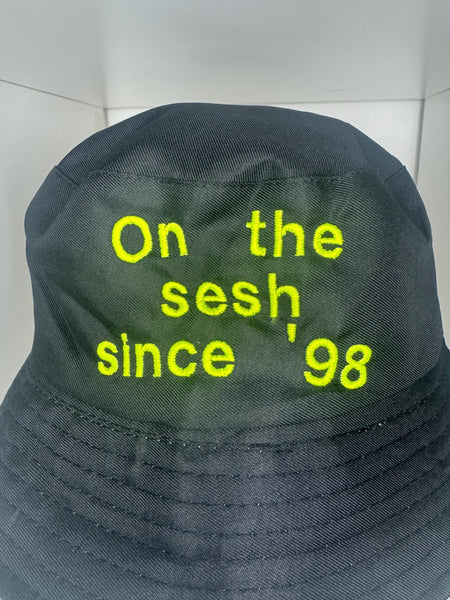 On the
sesh
since '98